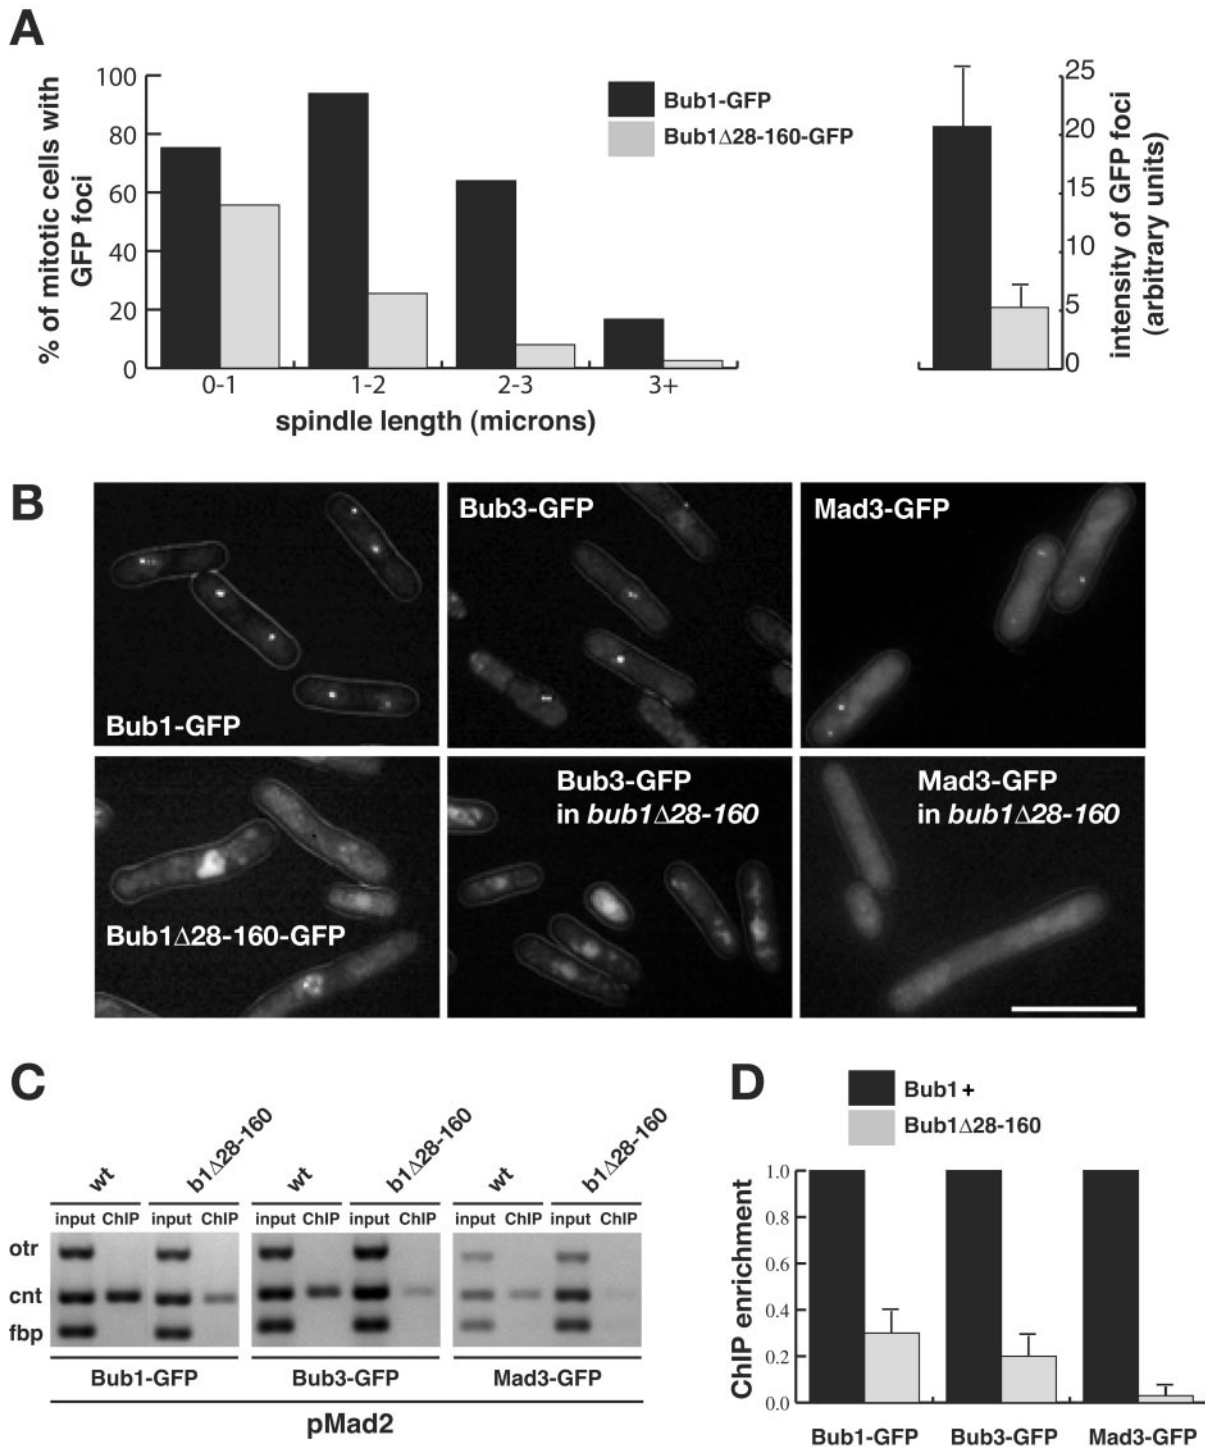 A
% of mitotic cells with
GFP foci
100
80
60
40
20
0
0-1
1-2
2-3
3+
spindle length (microns)
Bub1-GFP
Bub1Δ28-160-GFP
25
20
15
10
5
0
intensity of GFP foci
(arbitrary units)
B
Bub1-GFP
Bub3-GFP
Mad3-GFP
Bub1Δ28-160-GFP
Bub3-GFP
in bub1Δ28-160
Mad3-GFP
in bub1Δ28-160
C
wt b1Δ28-160 wt b1Δ28-160 wt b1Δ28-160
input ChIP input ChIP input ChIP input ChIP input ChIP input ChIP
otr
cnt
fbp
Bub1-GFP Bub3-GFP Mad3-GFP
pMad2
D
Bub1+
Bub1Δ28-160
ChIP enrichment
1.0
0.8
0.6
0.4
0.2
0.0
Bub1-GFP Bub3-GFP Mad3-GFP